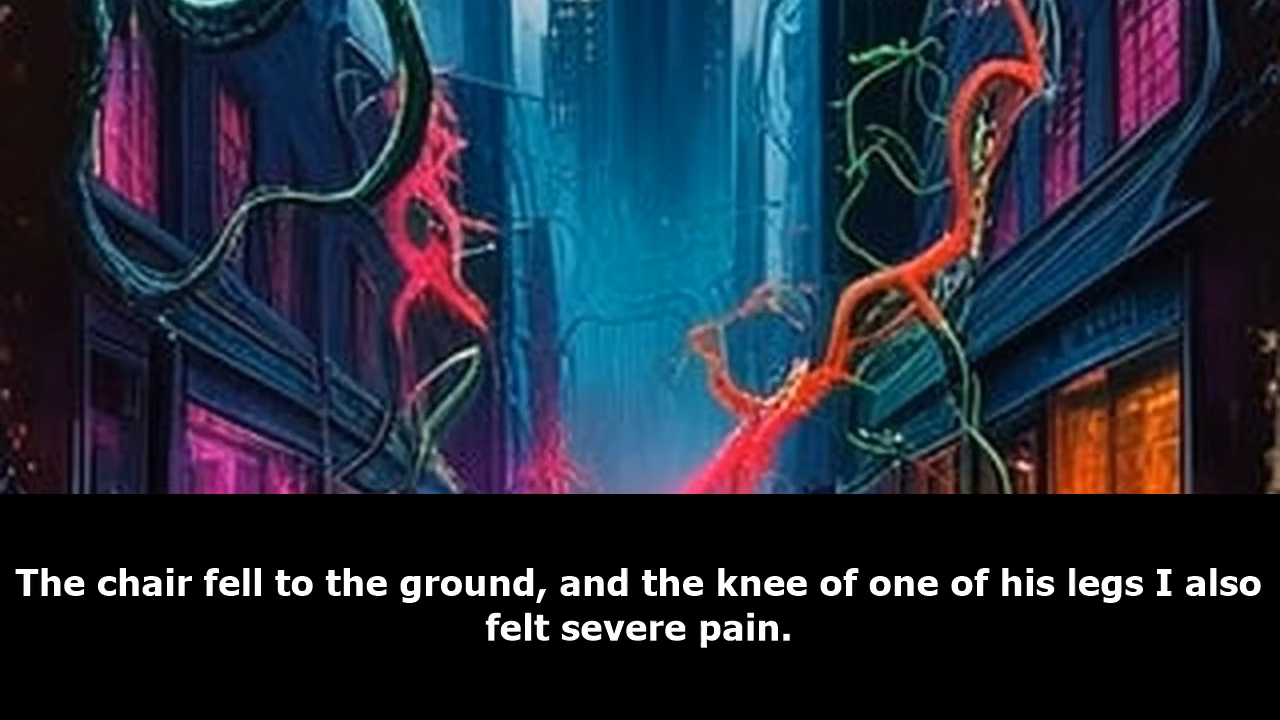 The chair fell to the ground, and the knee of one of his legs I also
felt severe pain.